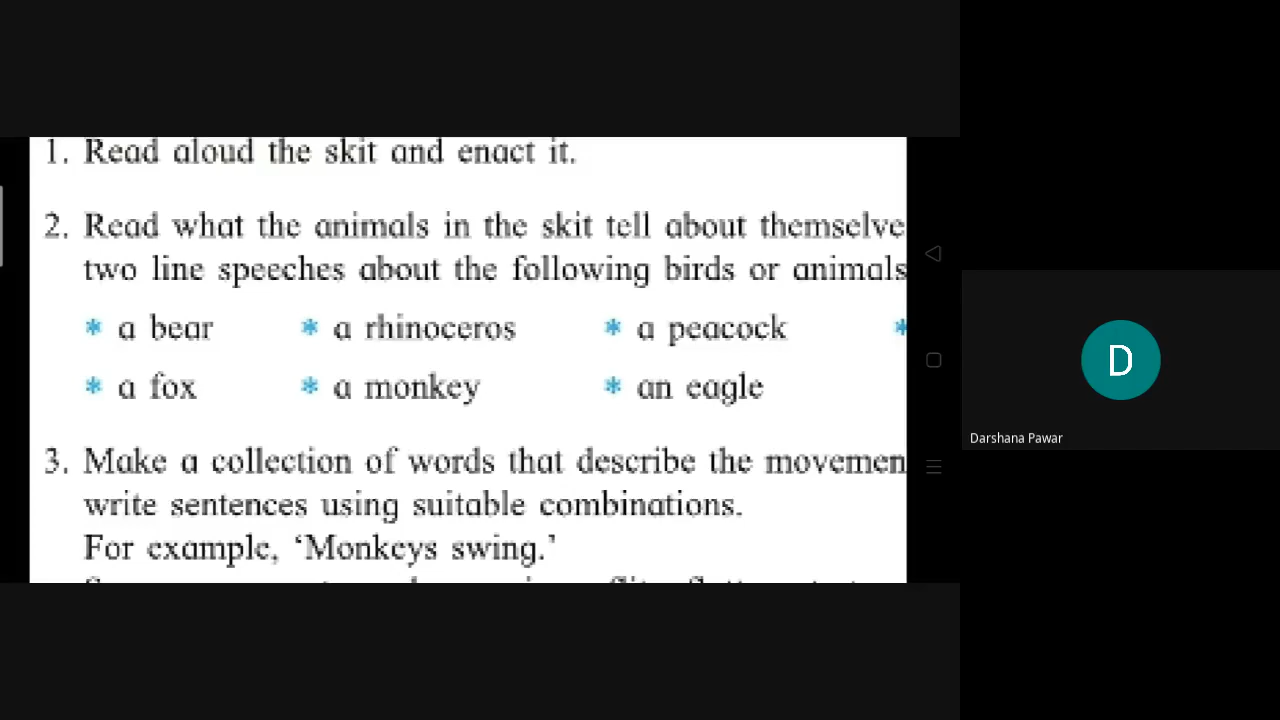 1. Read aloud the skit and enact it.
2. Read what the animals in the skit tell about themselve
two line speeches about the following birds or animals
* a bear * a rhinoceros * a peacock *
* a fox * a monkey * an eagle
3. Make a collection of words that describe the movemen
write sentences using suitable combinations.
For example, ‘Monkeys swing.’
D
Darshana Pawar